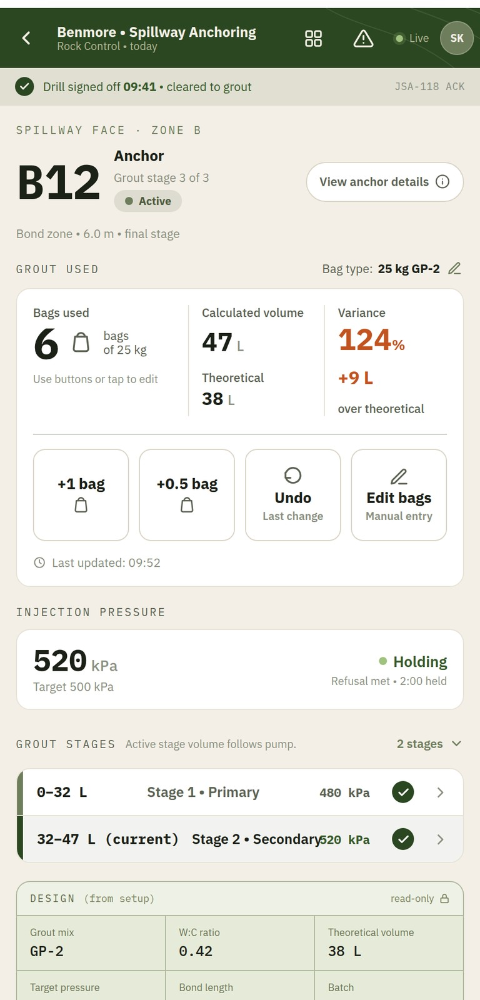 Benmore • Spillway Anchoring
Rock Control • today
Live
SK
Drill signed off 09:41 • cleared to grout
JSA-118 ACK
SPILLWAY FACE · ZONE B
B12
Anchor
Grout stage 3 of 3
Active
View anchor details
Bond zone • 6.0 m • final stage
GROUT USED
Bag type: 25 kg GP-2
Bags used
6
bags
of 25 kg
Use buttons or tap to edit
Calculated volume
47 L
Theoretical
38 L
Variance
124%
+9 L
over theoretical
+1 bag
+0.5 bag
Undo
Last change
Edit bags
Manual entry
Last updated: 09:52
INJECTION PRESSURE
520 kPa
Target 500 kPa
Holding
Refusal met • 2:00 held
GROUT STAGES Active stage volume follows pump.
2 stages
0–32 L Stage 1 • Primary 480 kPa
32–47 L (current) Stage 2 • Secondary 520 kPa
DESIGN (from setup)
read-only
Grout mix
GP-2
W:C ratio
0.42
Theoretical volume
38 L
Target pressure
Bond length
Batch